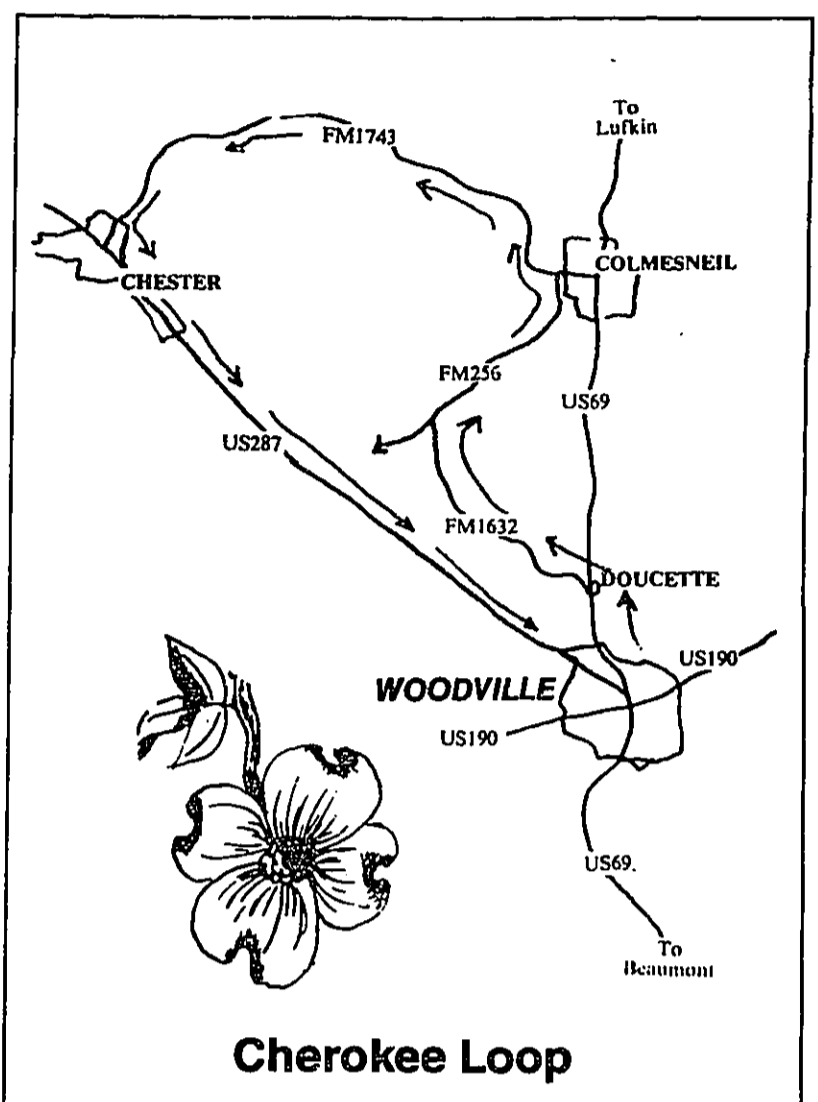 To
Lufkin
FM1743
COLMESNEIL
CHESTER
FM256
US69
US287
FM1632
DOUCETTE
US190
WOODVILLE
US190
US69.
To
Beaumont
Cherokee Loop